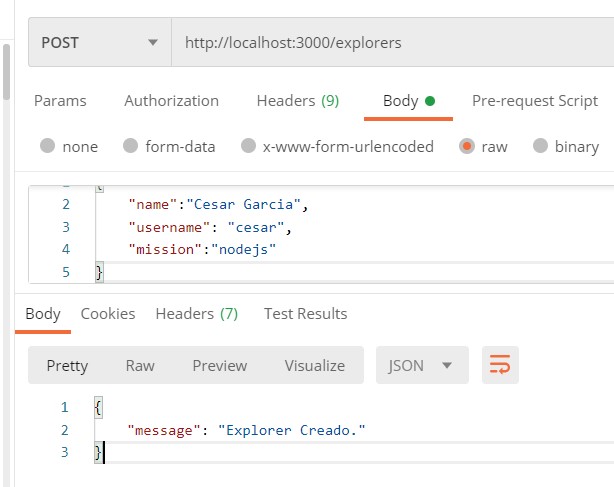 POST http://localhost:3000/explorers
Params Authorization Headers (9) Body Pre-request Script
none form-data x-www-form-urlencoded raw binary
2 "name":"Cesar Garcia",
3 "username": "cesar",
4 "mission":"nodejs"
5 }
Body Cookies Headers (7) Test Results
Pretty Raw Preview Visualize JSON
1 {
2 "message": "Explorer Creado."
3 }